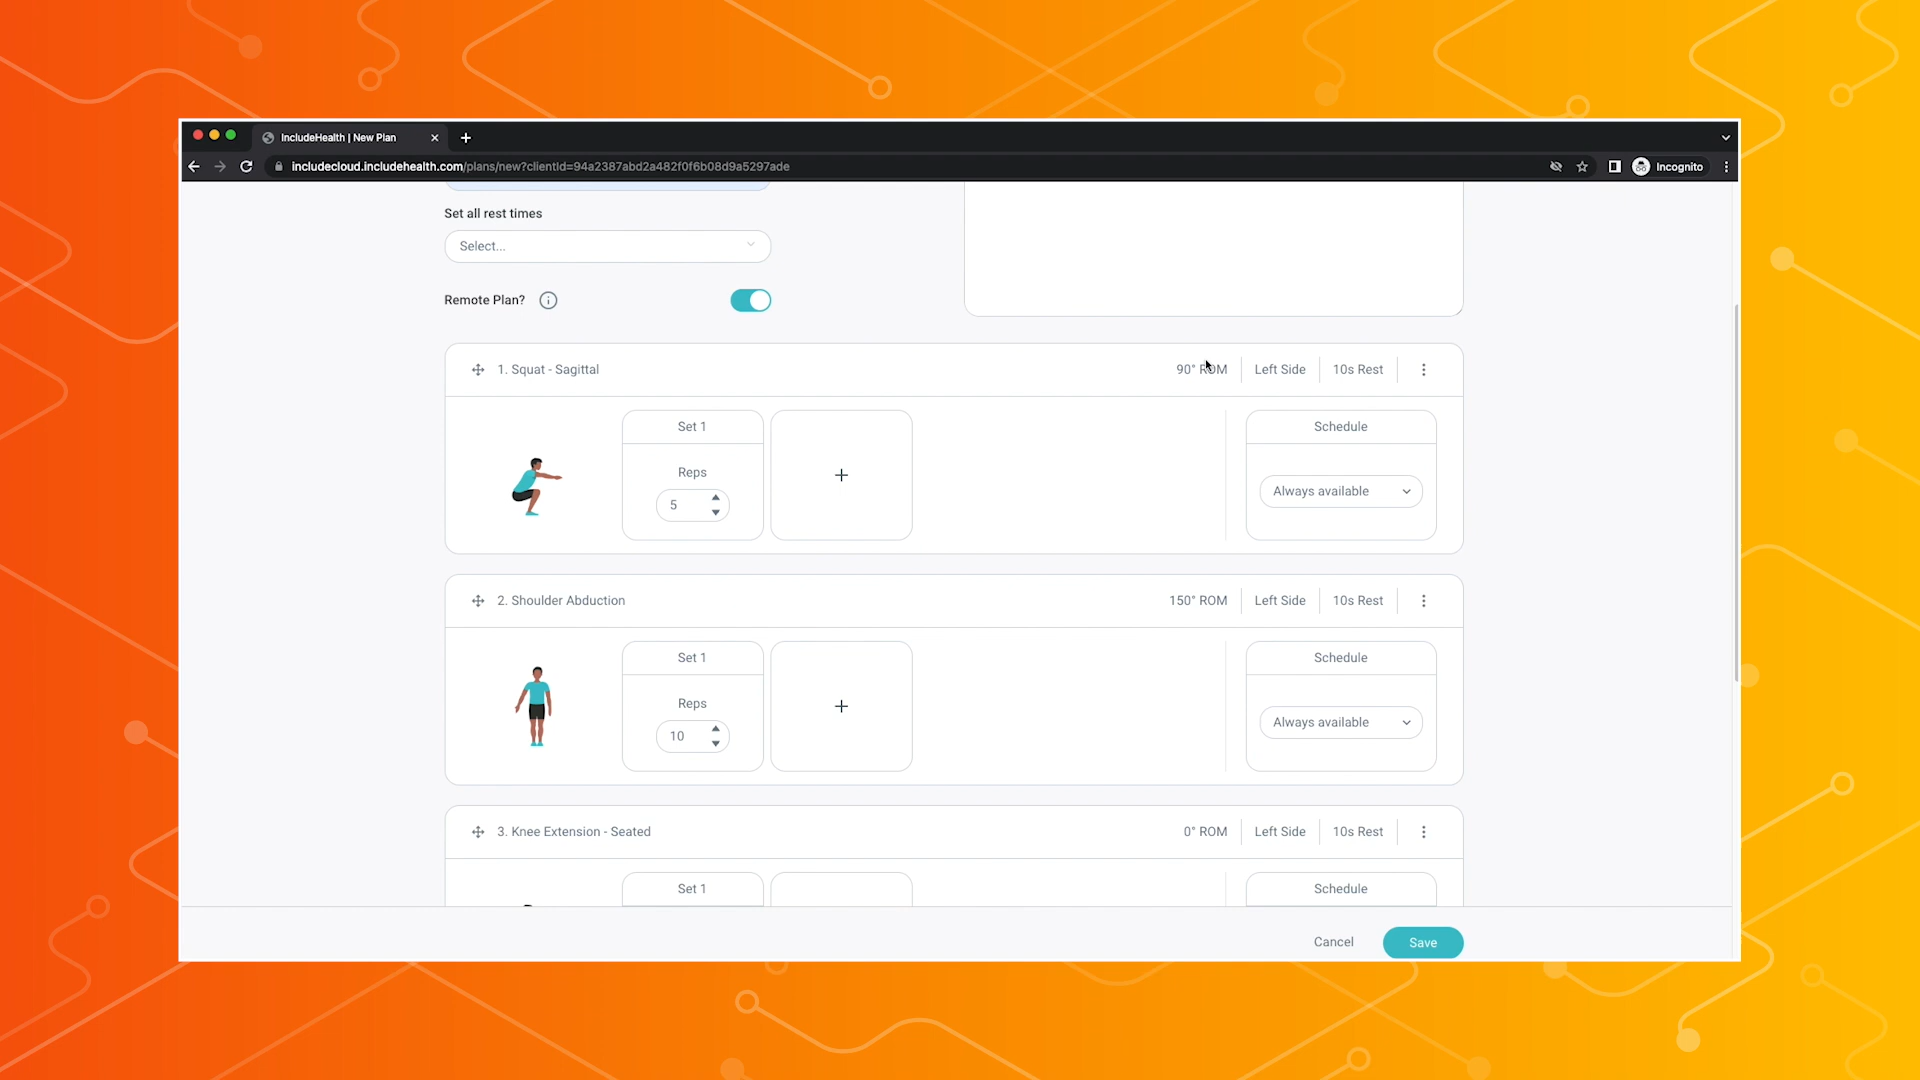 IncludeHealth | New Plan
includecloud.includehealth.com/plans/new?clientId=94a2387abd2a482f0f6b08d9a5297ade
Incognito
Set all rest times
Select...
Remote Plan?
1. Squat - Sagittal
90° ROM
Left Side
10s Rest
Set 1
Reps
5
+
Schedule
Always available
2. Shoulder Abduction
150° ROM
Left Side
10s Rest
Set 1
Reps
10
+
Schedule
Always available
3. Knee Extension - Seated
0° ROM
Left Side
10s Rest
Set 1
Schedule
Cancel
Save